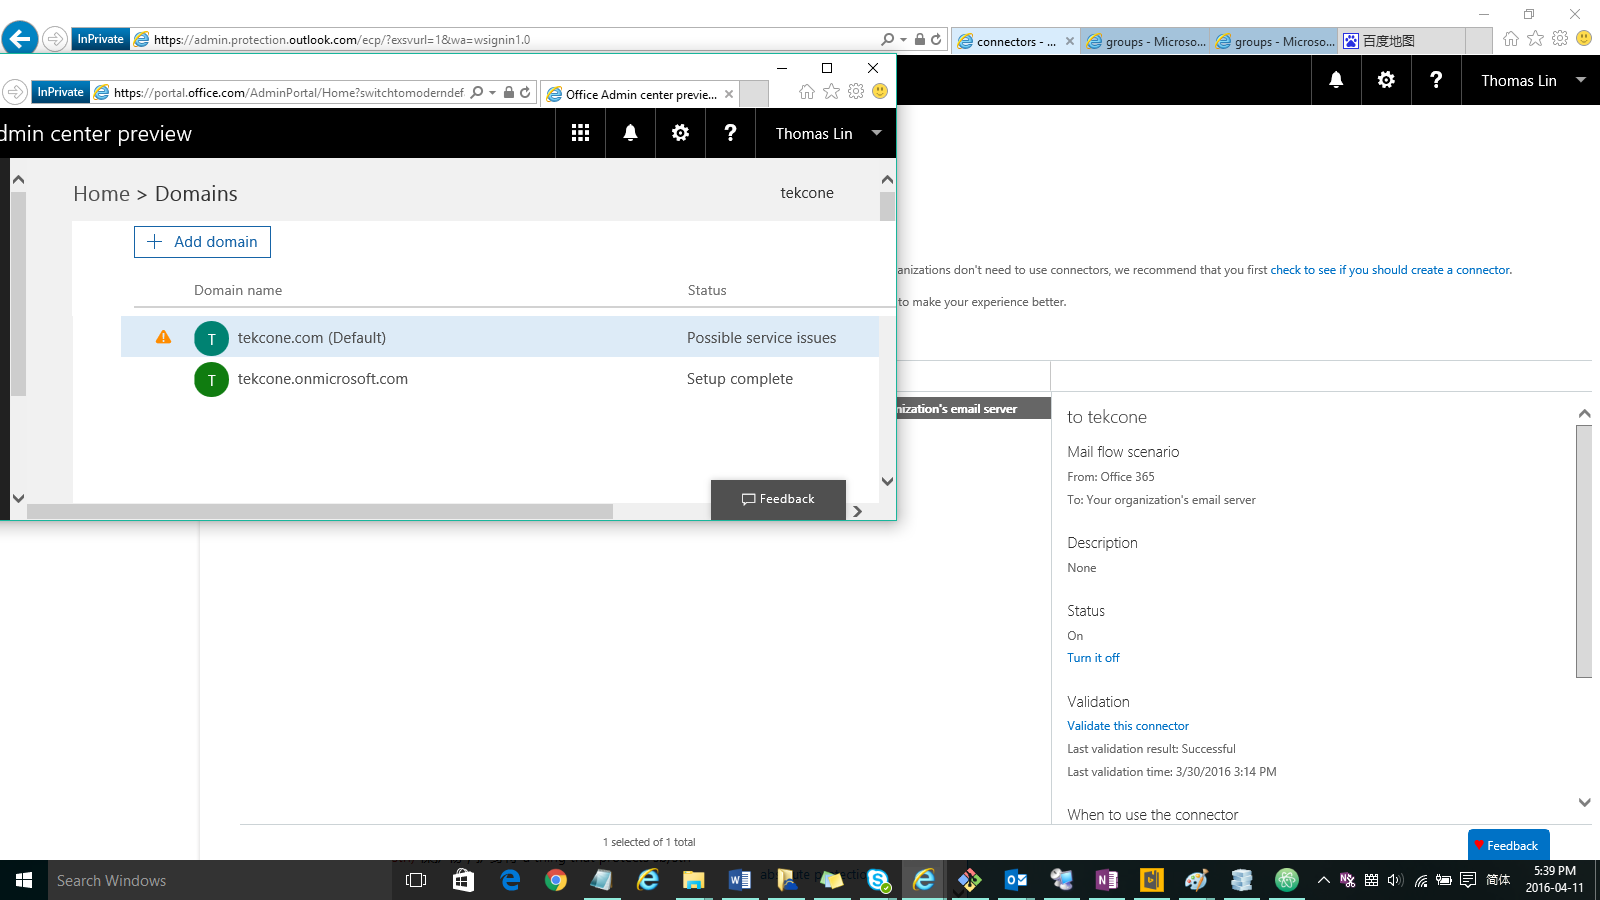 InPrivate
https://admin.protection.outlook.com/ecp/?exsvurl=1&wa=wsignin1.0
connectors - ...
groups - Microso...
groups - Microso...
百度地图
InPrivate
https://portal.office.com/AdminPortal/Home?switchtomoderndef
Office Admin center previe...
Thomas Lin
dmin center preview
Thomas Lin
Home > Domains
tekcone
Add domain
Domain name
Status
tekcone.com (Default)
Possible service issues
tekcone.onmicrosoft.com
Setup complete
Feedback
anizations don't need to use connectors, we recommend that you first check to see if you should create a connector.
to make your experience better.
nization's email server
to tekcone
Mail flow scenario
From: Office 365
To: Your organization's email server
Description
None
Status
On
Turn it off
Validation
Validate this connector
Last validation result: Successful
Last validation time: 3/30/2016 3:14 PM
When to use the connector
1 selected of 1 total
Feedback
Search Windows
简体
5:39 PM
2016-04-11